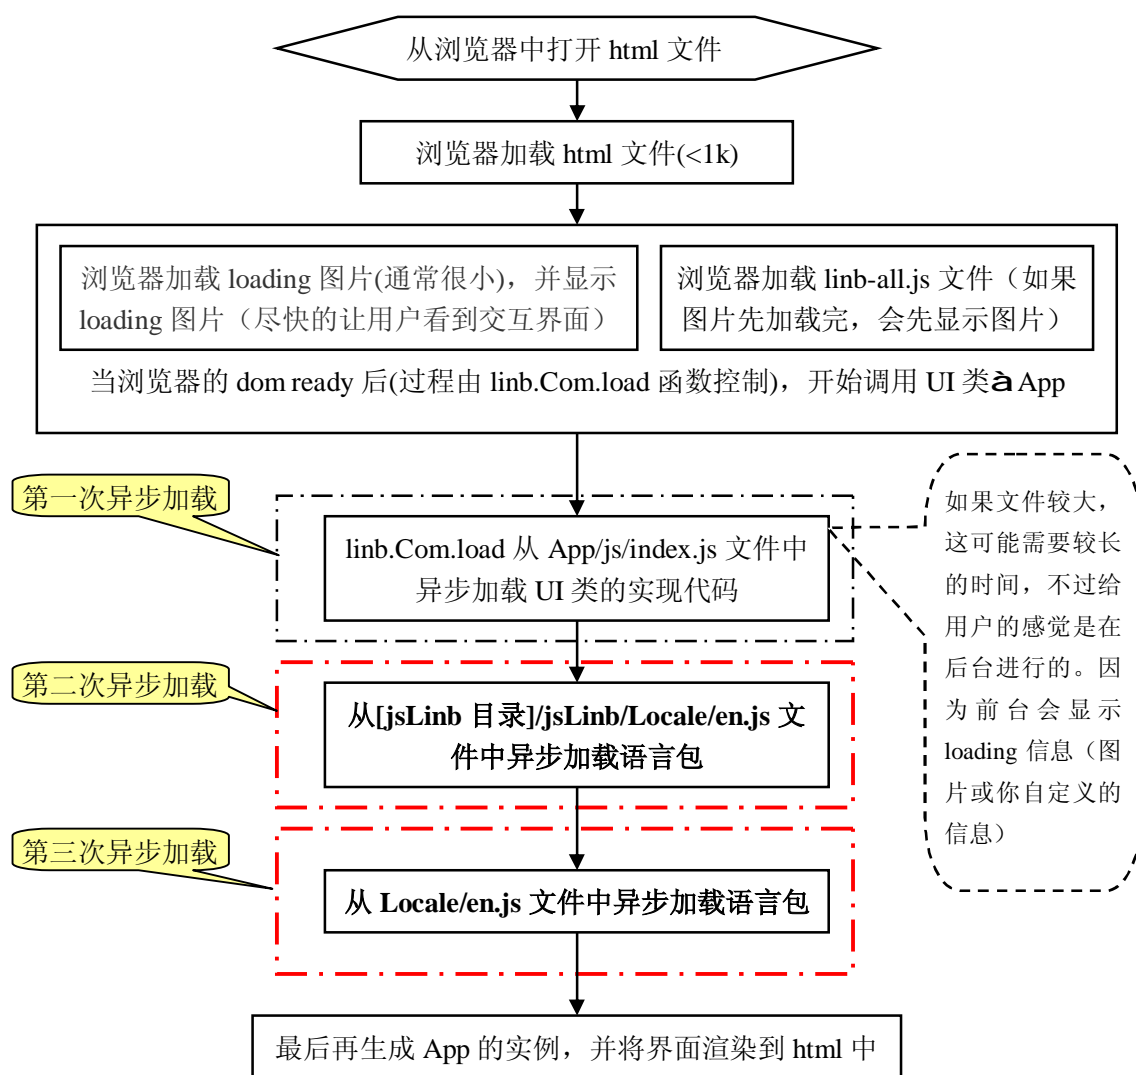 从浏览器中打开 html 文件
浏览器加载 html 文件(<1k)
浏览器加载 loading 图片(通常很小)，并显示
loading 图片（尽快的让用户看到交互界面）
浏览器加载 linb-all.js 文件（如果
图片先加载完，会先显示图片）
当浏览器的 dom ready 后(过程由 linb.Com.load 函数控制)，开始调用 UI 类à App
第一次异步加载
linb.Com.load 从 App/js/index.js 文件中
异步加载 UI 类的实现代码
如果文件较大，
这可能需要较长
的时间，不过给
用户的感觉是在
后台进行的。因
为前台会显示
loading 信息（图
片或你自定义的
信息）
第二次异步加载
从[jsLinb 目录]/jsLinb/Locale/en.js 文
件中异步加载语言包
第三次异步加载
从 Locale/en.js 文件中异步加载语言包
最后再生成 App 的实例，并将界面渲染到 html 中